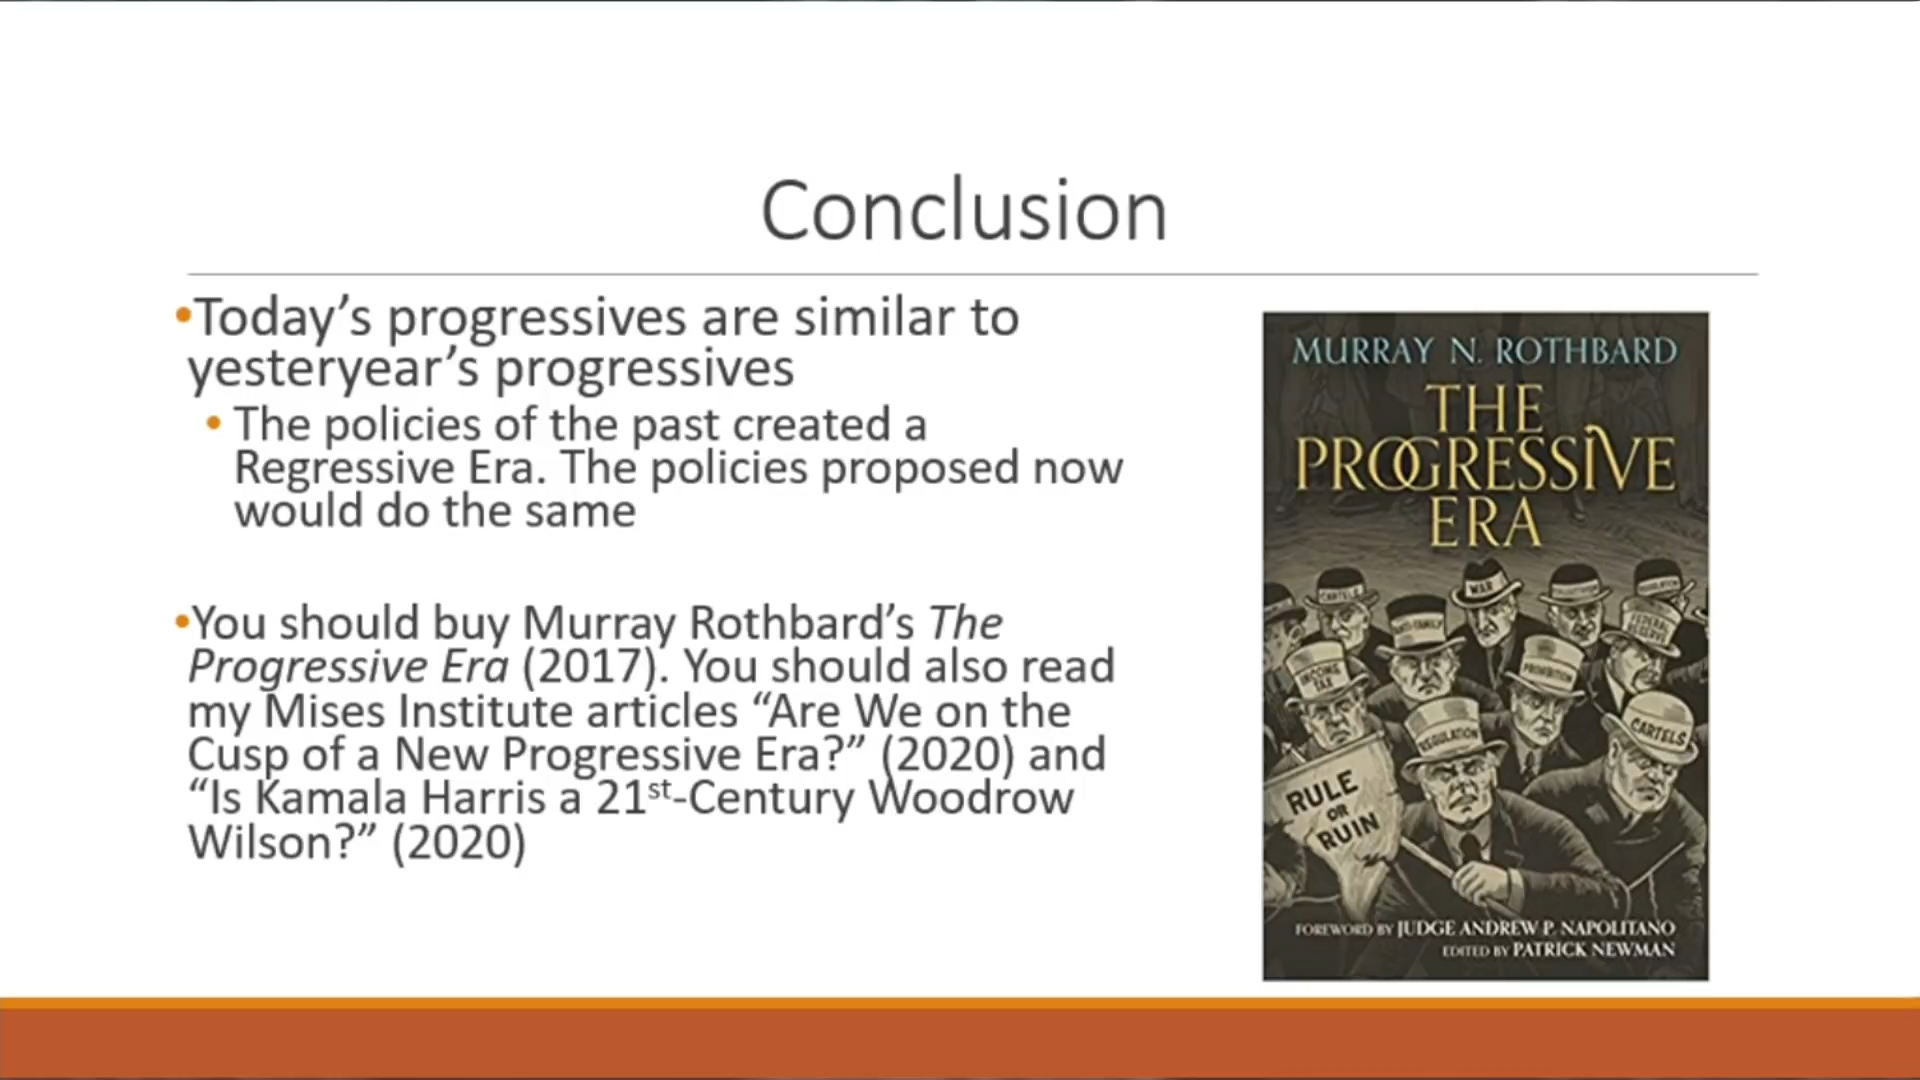 Conclusion
•Today's progressives are similar to
yesteryear's progressives
• The policies of the past created a
Regressive Era. The policies proposed now
would do the same
•You should buy Murray Rothbard's The
Progressive Era (2017). You should also read
my Mises Institute articles “Are We on the
Cusp of a New Progressive Era?” (2020) and
“Is Kamala Harris a 21st-Century Woodrow
Wilson?” (2020)
MURRAY N. ROTHBARD
THE
PROGRESSIVE
ERA
CARTELS
WAR
FEDERAL
RESERVE
INCOME
TAX
PROHIBITION
REGULATION
CARTELS
RULE
OR
RUIN
FOREWORD BY JUDGE ANDREW P. NAPOLITANO
EDITED BY PATRICK NEWMAN